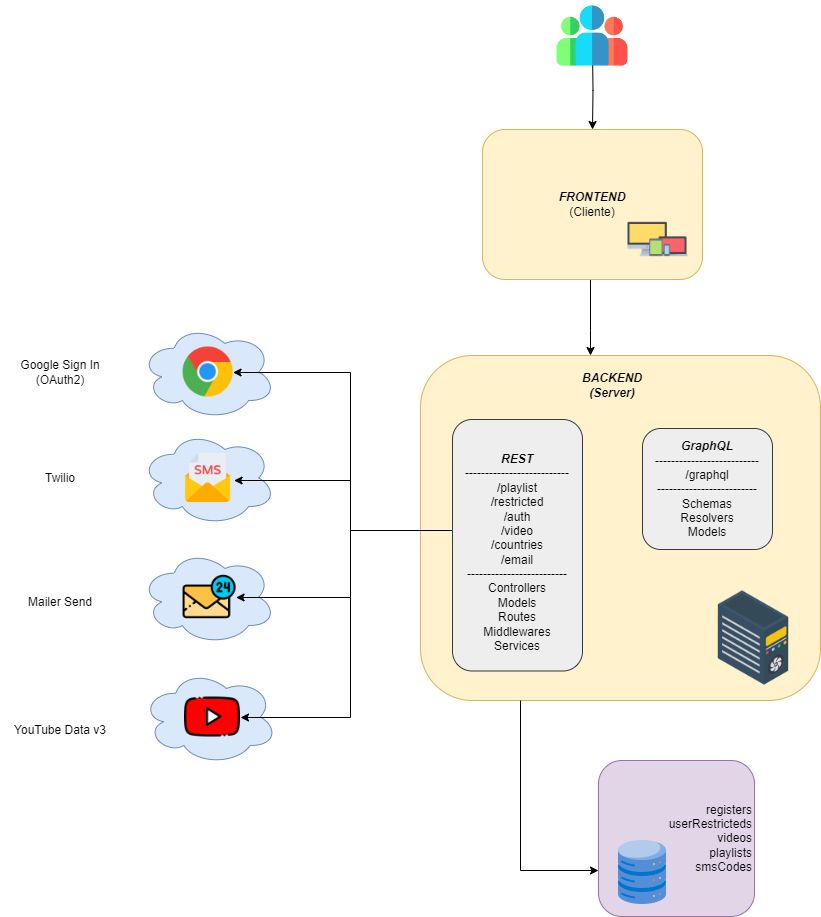 FRONTEND
(Cliente)
BACKEND
(Server)
Google Sign In
(OAuth2)
SMS
Twilio
24
Mailer Send
YouTube Data v3
REST
--------------------------
/playlist
/restricted
/auth
/video
/countries
/email
-------------------------
Controllers
Models
Routes
Middlewares
Services
GraphQL
--------------------------
/graphql
-------------------------
Schemas
Resolvers
Models
registers
userRestricteds
videos
playlists
smsCodes